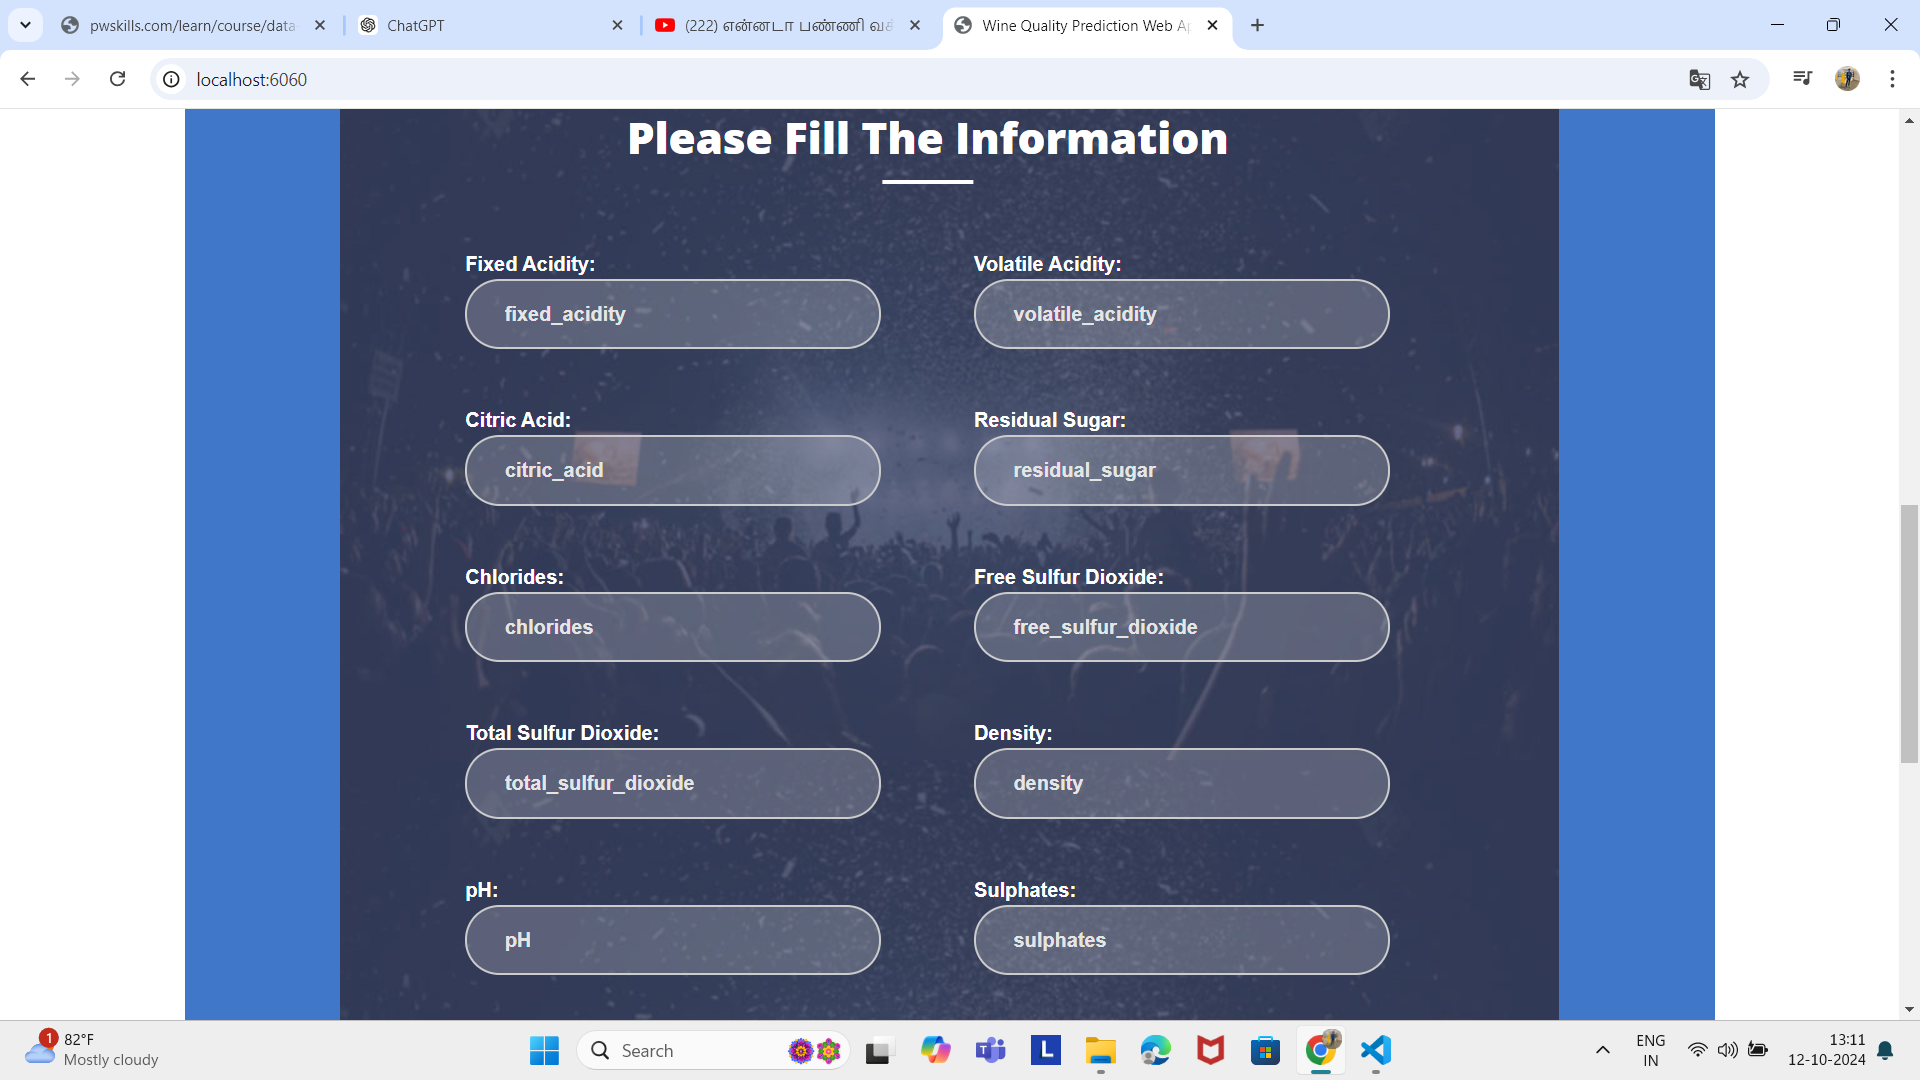 pwskills.com/learn/course/data-
ChatGPT
(222) என்னடா பண்ணி வச்
Wine Quality Prediction Web Ap
localhost:6060
Please Fill The Information
Fixed Acidity:
Volatile Acidity:
fixed_acidity
volatile_acidity
Citric Acid:
Residual Sugar:
citric_acid
residual_sugar
Chlorides:
Free Sulfur Dioxide:
chlorides
free_sulfur_dioxide
Total Sulfur Dioxide:
Density:
total_sulfur_dioxide
density
pH:
Sulphates:
pH
sulphates
1
82°F
Mostly cloudy
Search
L
ENG
IN
13:11
12-10-2024